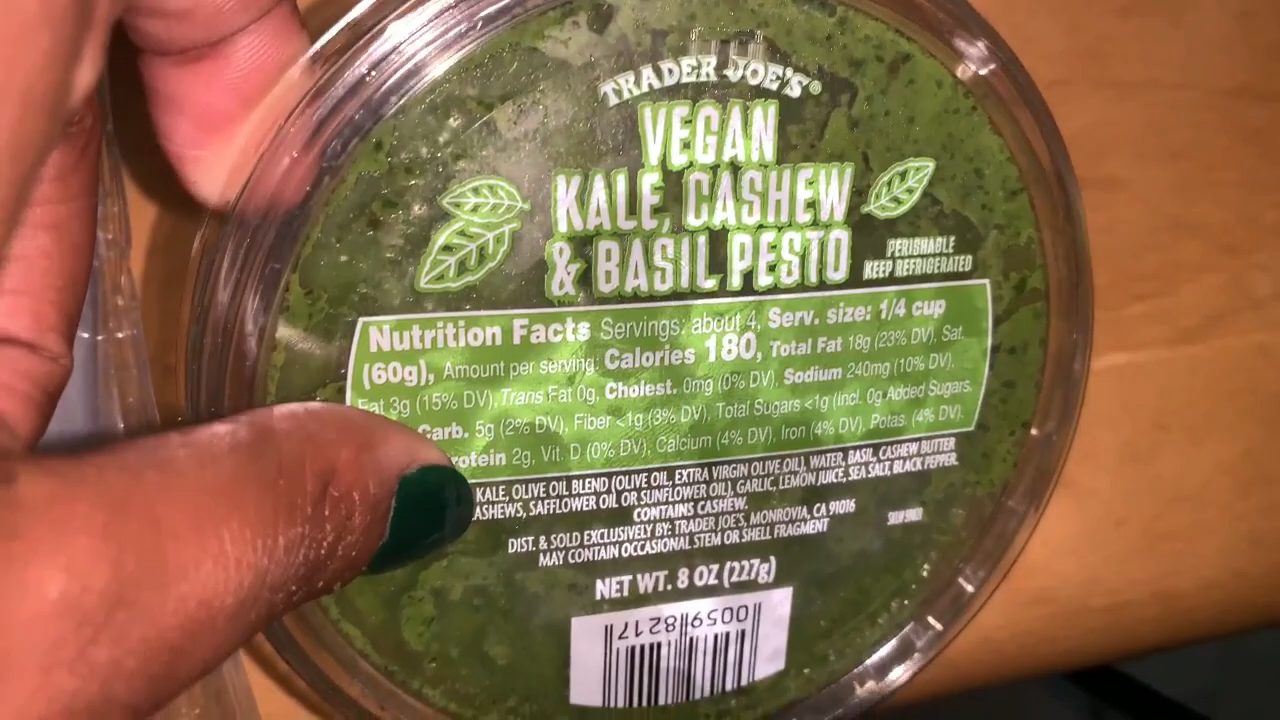 TRADER JOE'S®
VEGAN
KALE, CASHEW
& BASIL PESTO
PERISHABLE
KEEP REFRIGERATED
Nutrition Facts Servings: about 4, Serv. size: 1/4 cup
(60g), Amount per serving: Calories 180, Total Fat 18g (23% DV), Sat.
Fat 3g (15% DV), Trans Fat 0g, Cholest. 0mg (0% DV), Sodium 240mg (10% DV),
Carb. 5g (2% DV), Fiber <1g (3% DV), Total Sugars <1g (Incl. 0g Added Sugars,
rotein 2g, Vit. D (0% DV), Calcium (4% DV), Iron (4% DV), Potas. (4% DV).
KALE, OLIVE OIL BLEND (OLIVE OIL, EXTRA VIRGIN OLIVE OIL), WATER, BASIL, CASHEW BUTTER
ASHEWS, SAFFLOWER OIL OR SUNFLOWER OIL), GARLIC, LEMON JUICE, SEA SALT, BLACK PEPPER.
CONTAINS CASHEW.
DIST. & SOLD EXCLUSIVELY BY: TRADER JOE'S, MONROVIA, CA 91016
MAY CONTAIN OCCASIONAL STEM OR SHELL FRAGMENT
NET WT. 8 OZ (227g)
00598217